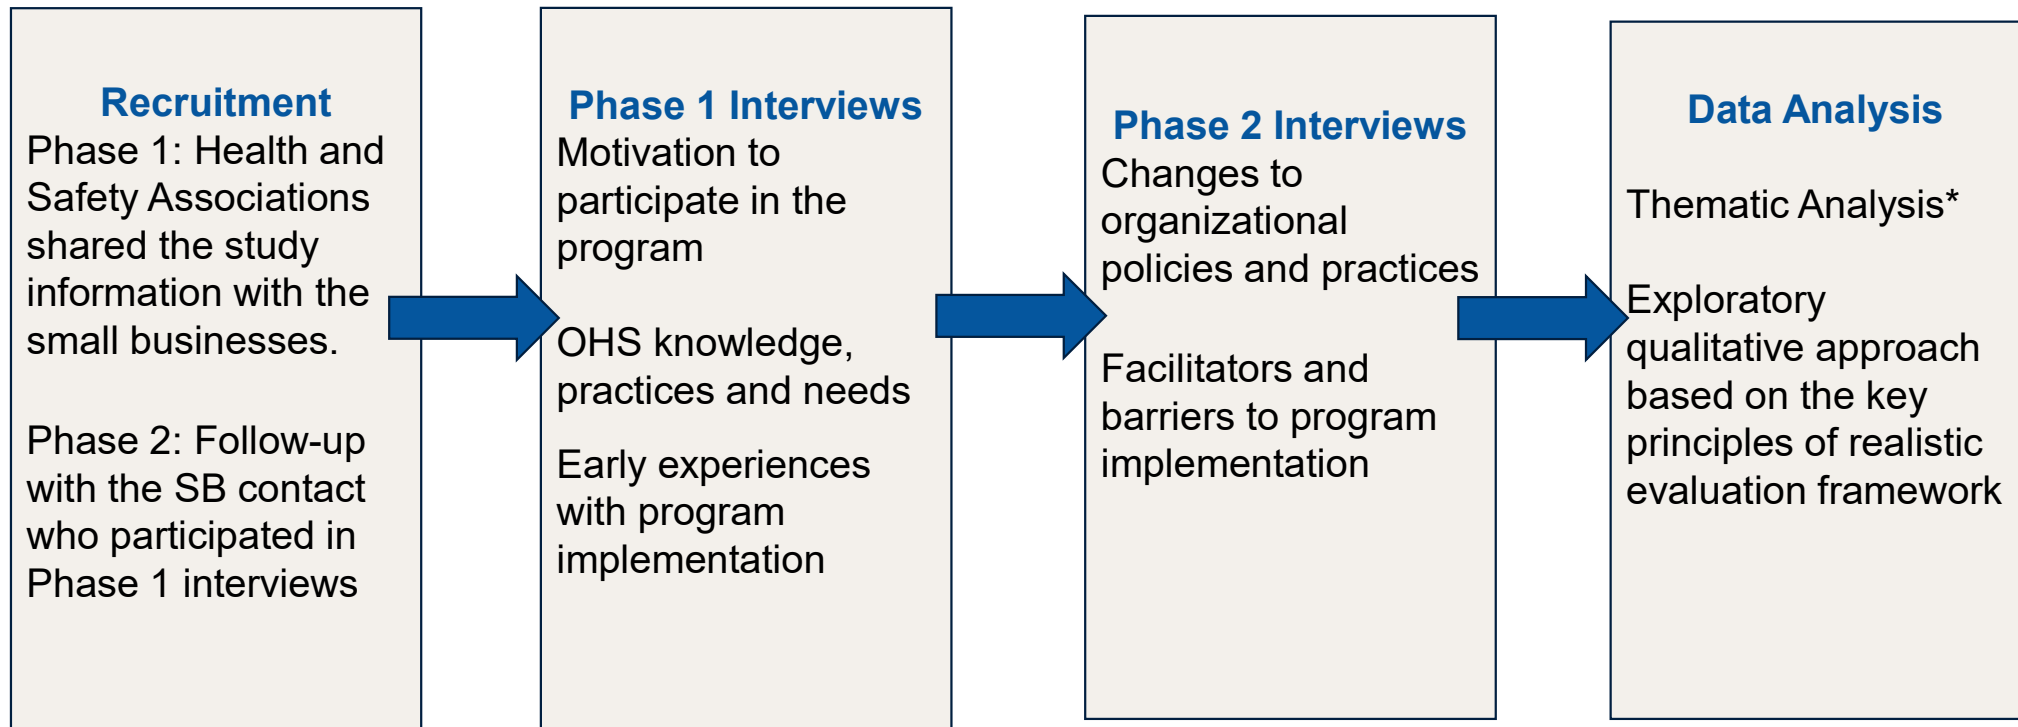 Recruitment
Phase 1: Health and
Safety Associations
shared the study
information with the
small businesses.
Phase 2: Follow-up
with the SB contact
who participated in
Phase 1 interviews
Phase 1 Interviews
Motivation to
participate in the
program
OHS knowledge,
practices and needs
Early experiences
with program
implementation
Phase 2 Interviews
Changes to
organizational
policies and practices
Facilitators and
barriers to program
implementation
Data Analysis
Thematic Analysis*
Exploratory
qualitative approach
based on the key
principles of realistic
evaluation framework